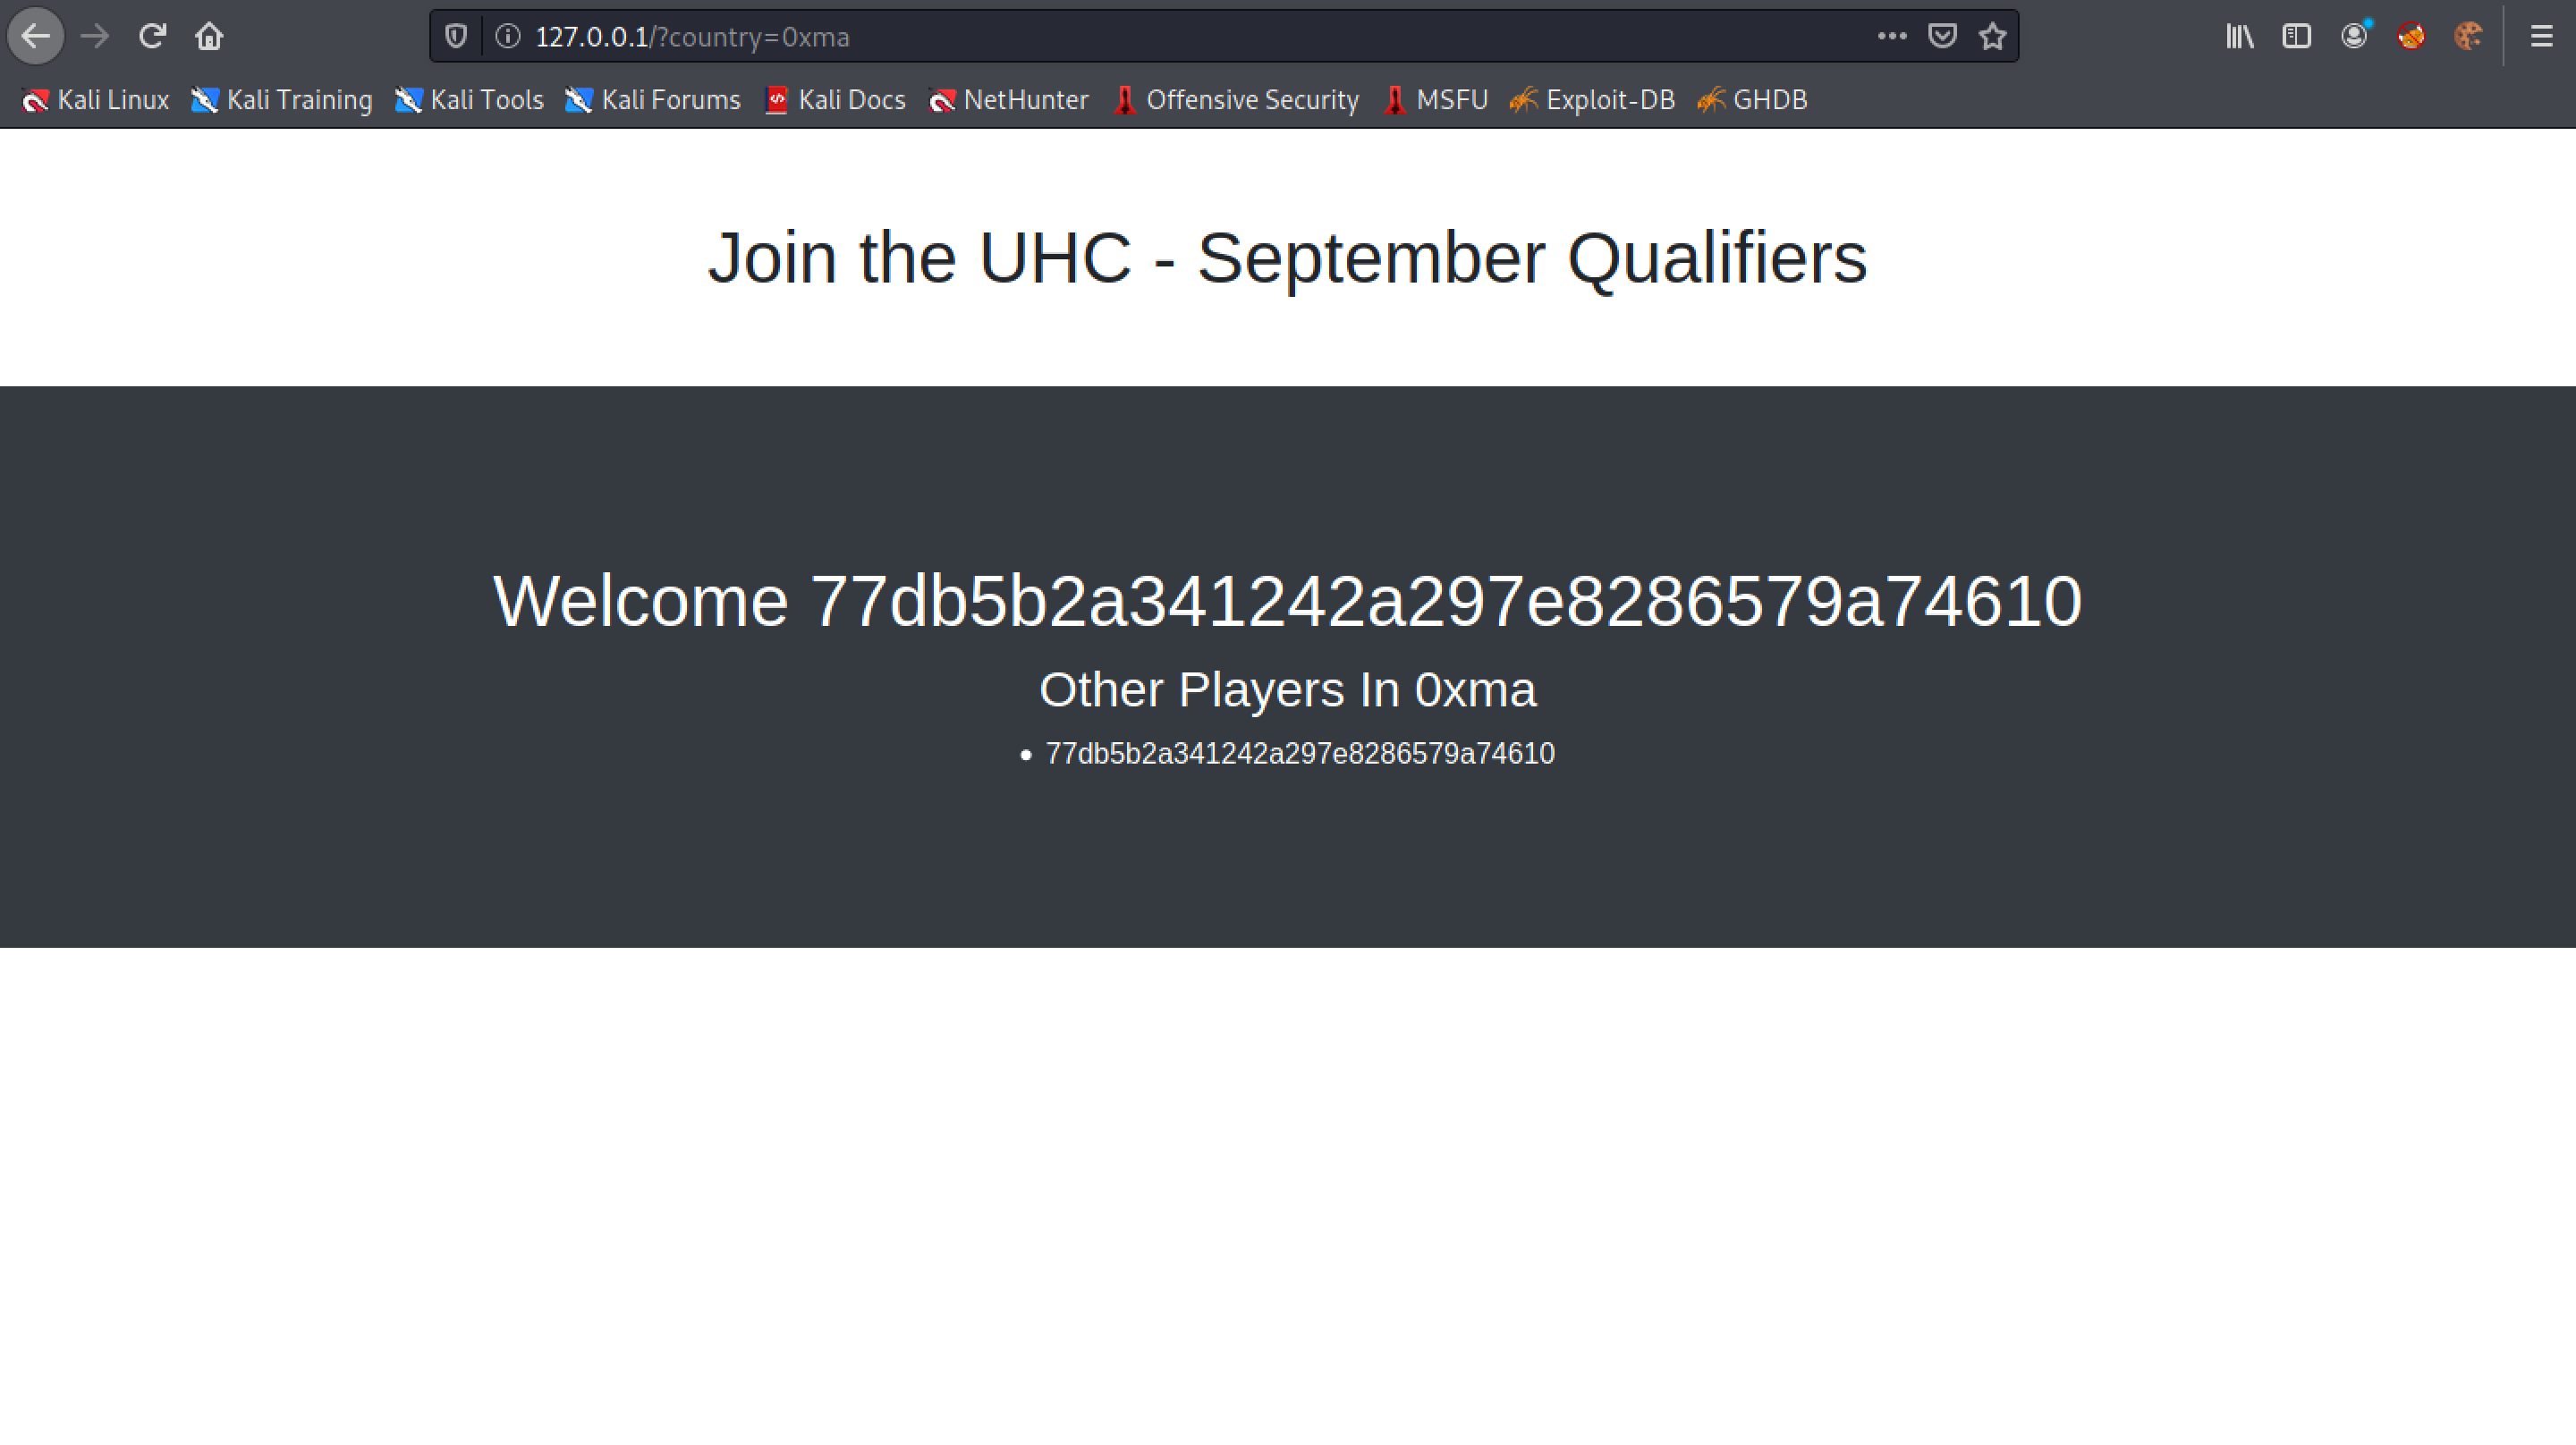 127.0.0.1/?country=0xma
Kali Linux Kali Training Kali Tools Kali Forums Kali Docs NetHunter Offensive Security MSFU Exploit-DB GHDB
Join the UHC - September Qualifiers
Welcome 77db5b2a341242a297e8286579a74610
Other Players In 0xma
• 77db5b2a341242a297e8286579a74610